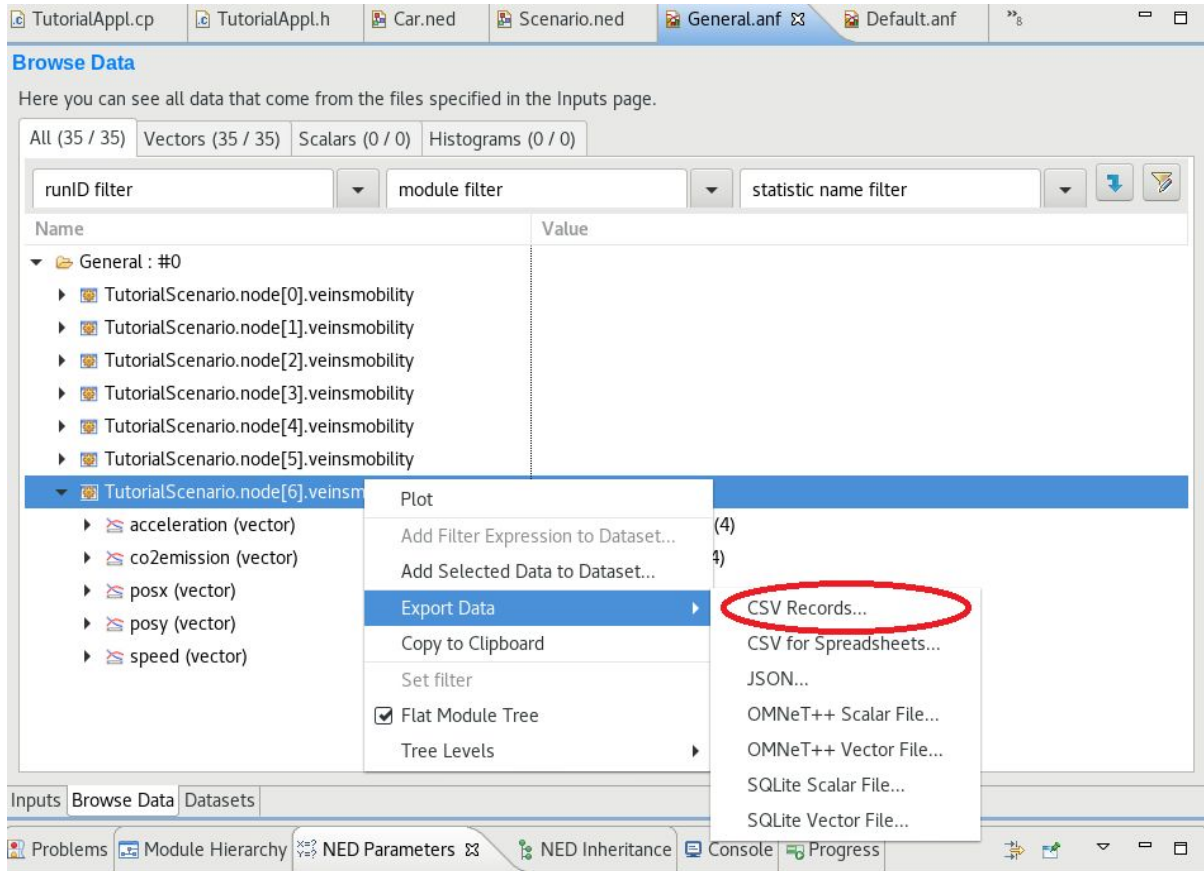 TutorialAppl.cp TutorialAppl.h Car.ned Scenario.ned General.anf Default.anf »8
Browse Data
Here you can see all data that come from the files specified in the Inputs page.
All (35 / 35) Vectors (35 / 35) Scalars (0 / 0) Histograms (0 / 0)
runID filter module filter statistic name filter
Name Value
General : #0
TutorialScenario.node[0].veinsmobility
TutorialScenario.node[1].veinsmobility
TutorialScenario.node[2].veinsmobility
TutorialScenario.node[3].veinsmobility
TutorialScenario.node[4].veinsmobility
TutorialScenario.node[5].veinsmobility
TutorialScenario.node[6].veinsm
acceleration (vector) (4)
co2emission (vector) 4)
posx (vector)
posy (vector)
speed (vector)
Plot
Add Filter Expression to Dataset...
Add Selected Data to Dataset...
Export Data
Copy to Clipboard
Set filter
Flat Module Tree
Tree Levels
CSV Records...
CSV for Spreadsheets...
JSON...
OMNeT++ Scalar File...
OMNeT++ Vector File...
SQLite Scalar File...
SQLite Vector File...
Inputs Browse Data Datasets
Problems Module Hierarchy NED Parameters NED Inheritance Console Progress